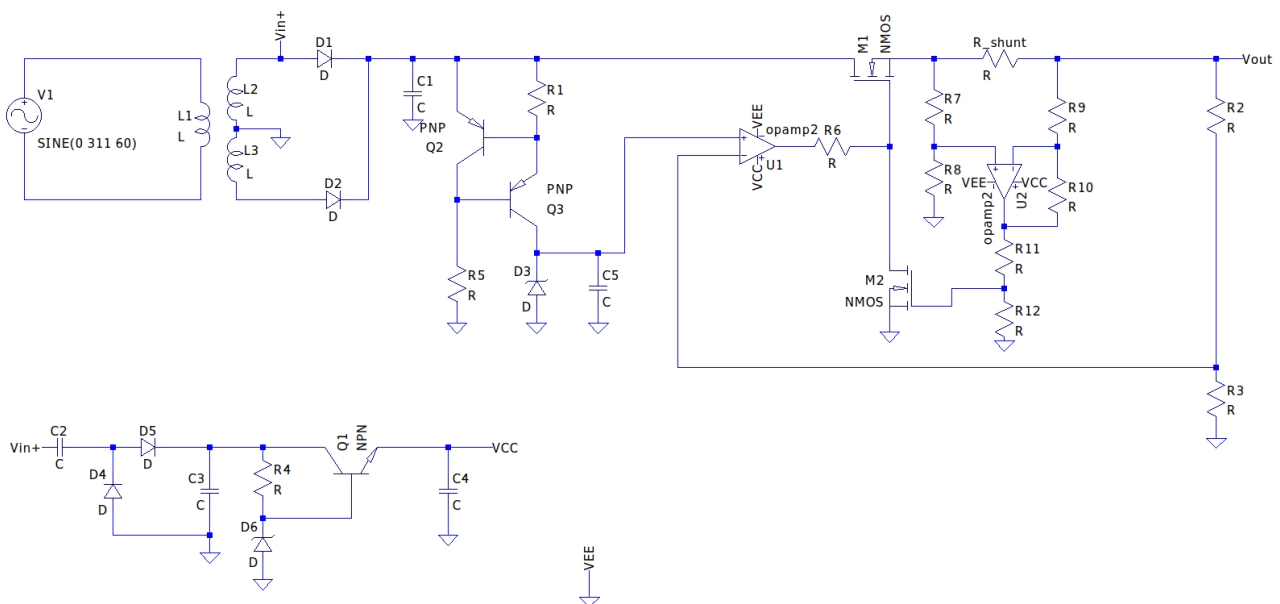 Vin+
D1
D
V1
SINE(0 311 60)
L1
L
L2
L
L3
L
D2
D
C1
C
PNP
Q2
R1
R
PNP
Q3
R5
R
D3
D
C5
C
VEE
opamp2
U1
VCC
R6
R
M1
NMOS
R_shunt
R
Vout
R7
R
R8
R
R9
R
R10
R
VEE
VCC
U2
opamp2
R11
R
R12
R
M2
NMOS
R2
R
R3
R
Vin+
C2
C
D4
D
D5
D
C3
C
R4
R
D6
D
Q1
NPN
C4
C
VCC
VEE